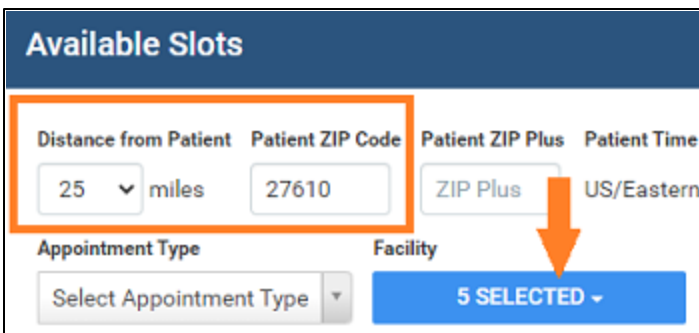 Available Slots
Distance from Patient Patient ZIP Code Patient ZIP Plus Patient Time
25 miles 27610 ZIP Plus US/Eastern
Appointment Type Facility
Select Appointment Type 5 SELECTED